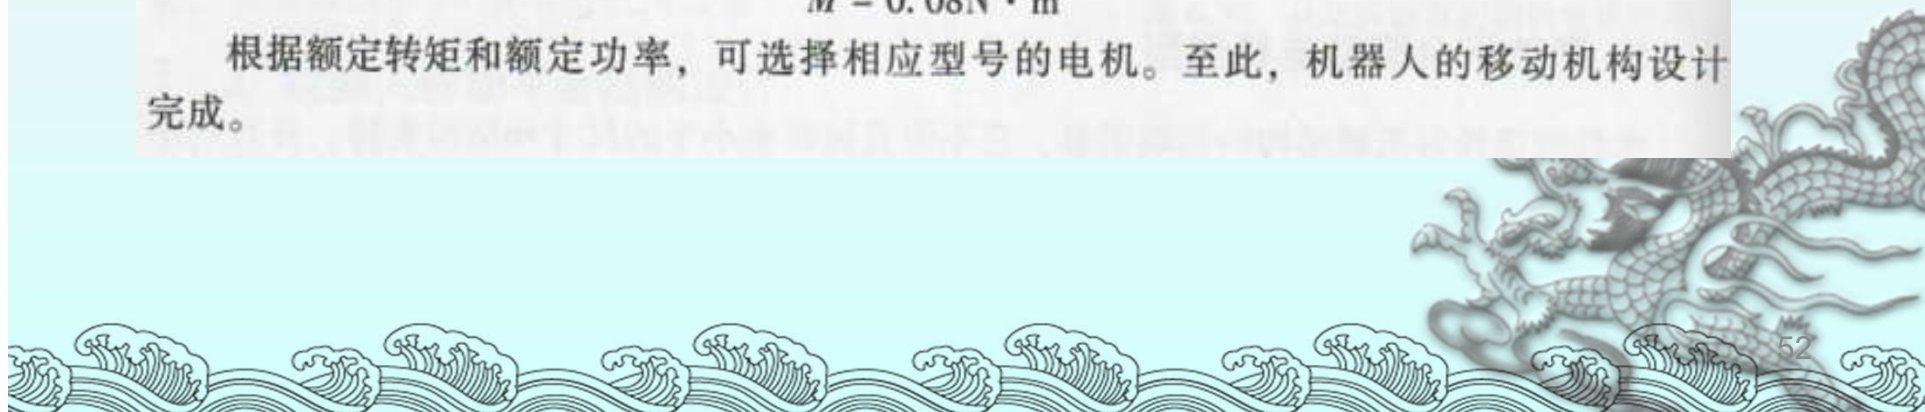 M = 0.08N · m
根据额定转矩和额定功率，可选择相应型号的电机。至此，机器人的移动机构设计
完成。
52